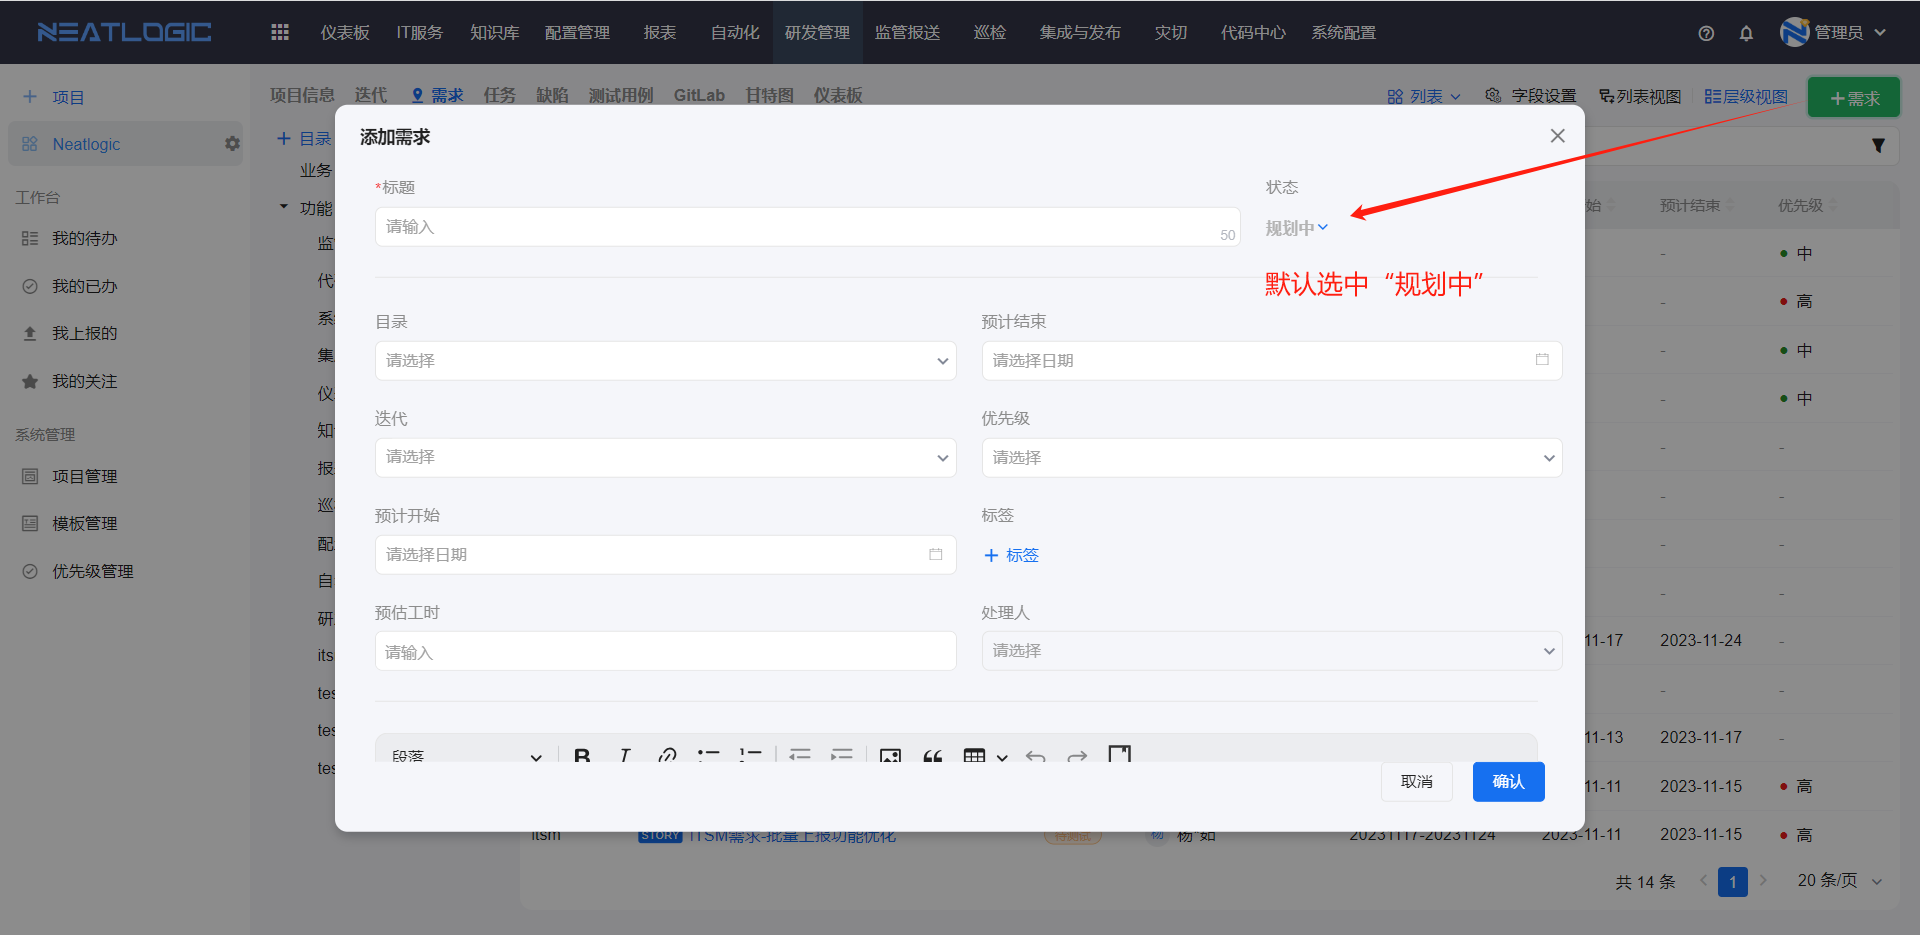 NEATLOGIC 仪表板 IT服务 知识库 配置管理 报表 自动化 研发管理 监管报送 巡检 集成与发布 灾切 代码中心 系统配置 管理员
项目
项目信息 迭代 需求 任务 缺陷 测试用例 GitLab 甘特图 仪表板 列表 字段设置 列表视图 层级视图 +需求
Neatlogic
工作台
我的待办
我的已办
我上报的
我的关注
系统管理
项目管理
模板管理
优先级管理
目录
业务
功能
监
代
系
集
仪
知
报
巡
配
自
研
its
tes
tes
tes
添加需求
*标题
请输入
50
状态
规划中
默认选中“规划中”
目录
请选择
预计结束
请选择日期
迭代
请选择
优先级
请选择
预计开始
请选择日期
标签
+ 标签
预估工时
请输入
处理人
请选择
段落
取消 确认
始 预计结束 优先级
- 中
- 高
- 中
- 中
- -
- -
- -
- -
11-17 2023-11-24 -
- -
11-13 2023-11-17 -
11-11 2023-11-15 高
itsm STORY ITSM需求-批量上报功能优化 待测试 杨 杨*如 20231117-20231124 2023-11-11 2023-11-15 高
共 14 条 1 20 条/页